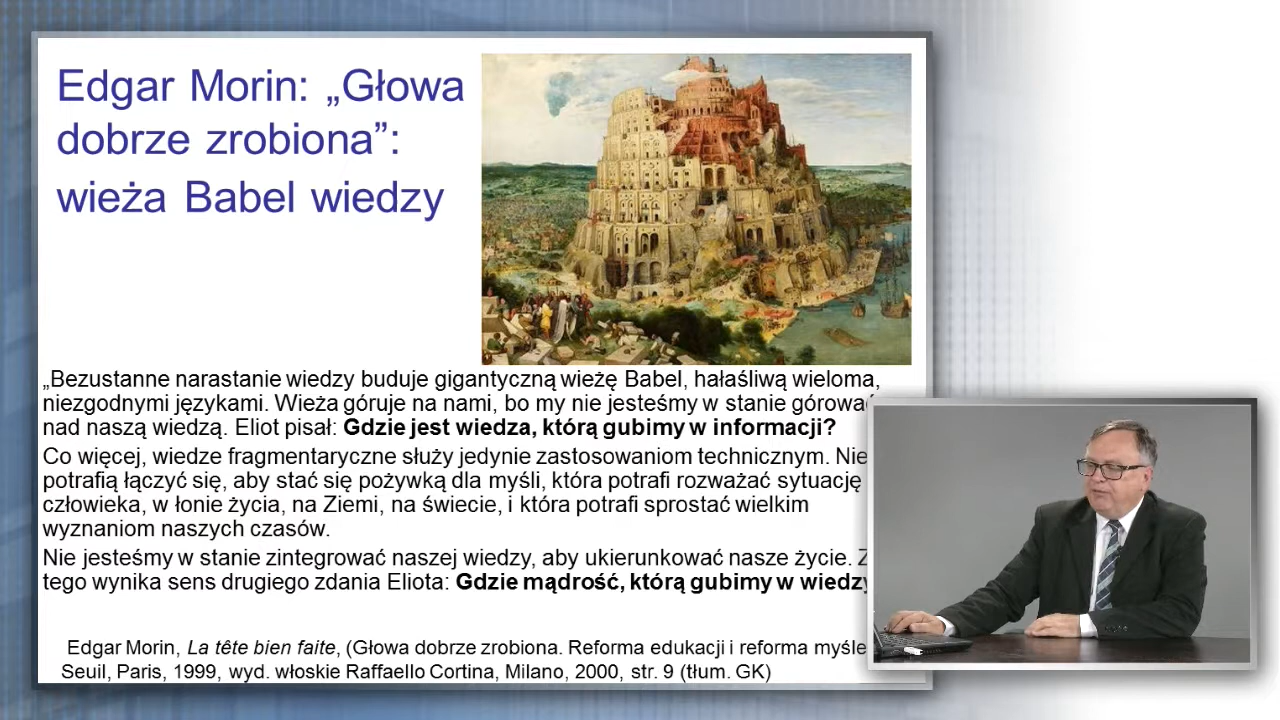 Edgar Morin: „Głowa
dobrze zrobiona”:
wieża Babel wiedzy
„Bezustanne narastanie wiedzy buduje gigantyczną wieżę Babel, hałaśliwą wieloma,
niezgodnymi językami. Wieża góruje na nami, bo my nie jesteśmy w stanie górować
nad naszą wiedzą. Eliot pisał: Gdzie jest wiedza, którą gubimy w informacji?
Co więcej, wiedze fragmentaryczne służy jedynie zastosowaniom technicznym. Nie
potrafią łączyć się, aby stać się pożywką dla myśli, która potrafi rozważać sytuację
człowieka, w łonie życia, na Ziemi, na świecie, i która potrafi sprostać wielkim
wyznaniom naszych czasów.
Nie jesteśmy w stanie zintegrować naszej wiedzy, aby ukierunkować nasze życie. Z
tego wynika sens drugiego zdania Eliota: Gdzie mądrość, którą gubimy w wiedzy
Edgar Morin, La tête bien faite, (Głowa dobrze zrobiona. Reforma edukacji i reforma myśle
Seuil, Paris, 1999, wyd. włoskie Raffaello Cortina, Milano, 2000, str. 9 (tłum. GK)